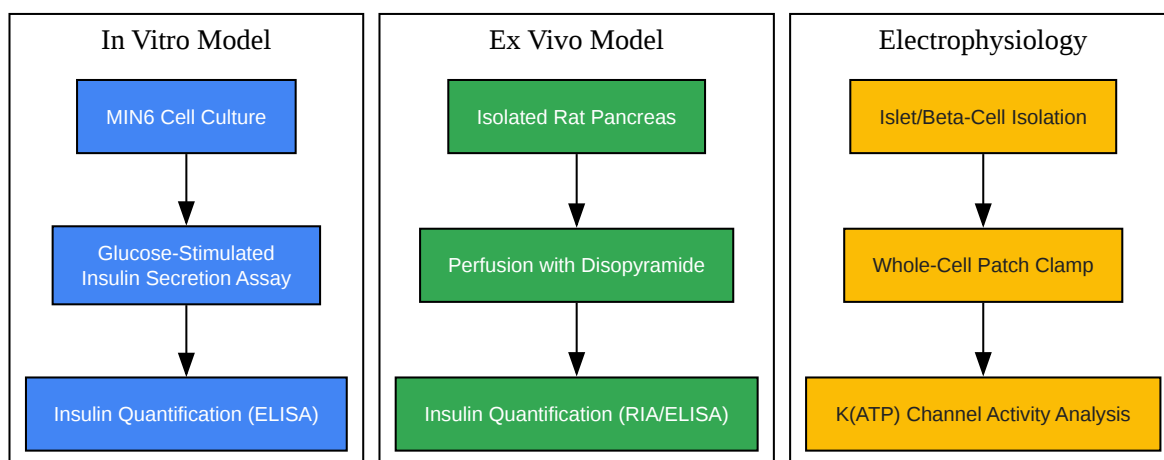 In Vitro Model
MIN6 Cell Culture
Glucose-Stimulated
Insulin Secretion Assay
Insulin Quantification (ELISA)
Ex Vivo Model
Isolated Rat Pancreas
Perfusion with Disopyramide
Insulin Quantification (RIA/ELISA)
Electrophysiology
Islet/Beta-Cell Isolation
Whole-Cell Patch Clamp
K(ATP) Channel Activity Analysis